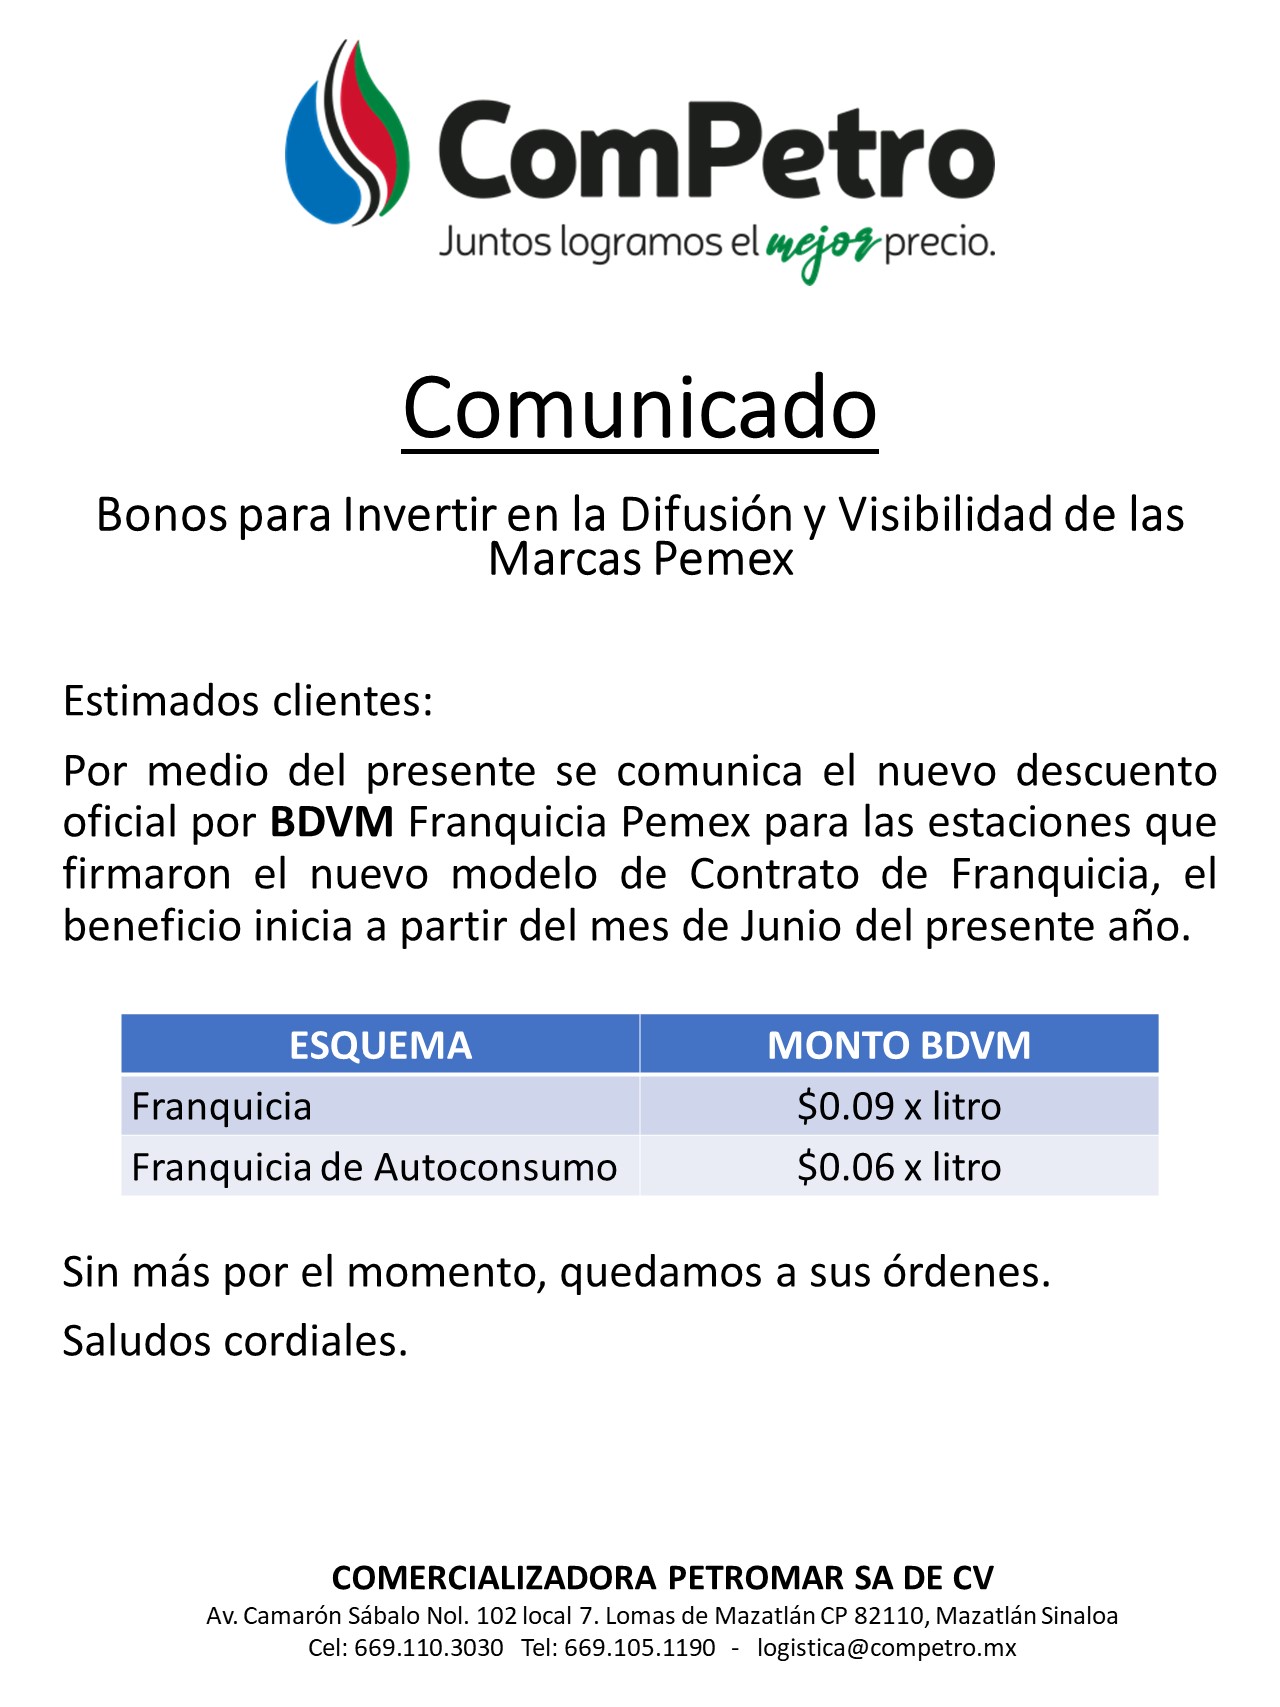 ComPetro
Juntos logramos el mejor precio.
Comunicado
Bonos para Invertir en la Difusión y Visibilidad de las
Marcas Pemex
Estimados clientes:
Por medio del presente se comunica el nuevo descuento
oficial por BDVM Franquicia Pemex para las estaciones que
firmaron el nuevo modelo de Contrato de Franquicia, el
beneficio inicia a partir del mes de Junio del presente año.
ESQUEMA MONTO BDVM
Franquicia $0.09 x litro
Franquicia de Autoconsumo $0.06 x litro
Sin más por el momento, quedamos a sus órdenes.
Saludos cordiales.
COMERCIALIZADORA PETROMAR SA DE CV
Av. Camarón Sábalo Nol. 102 local 7. Lomas de Mazatlán CP 82110, Mazatlán Sinaloa
Cel: 669.110.3030 Tel: 669.105.1190 - logistica@competro.mx